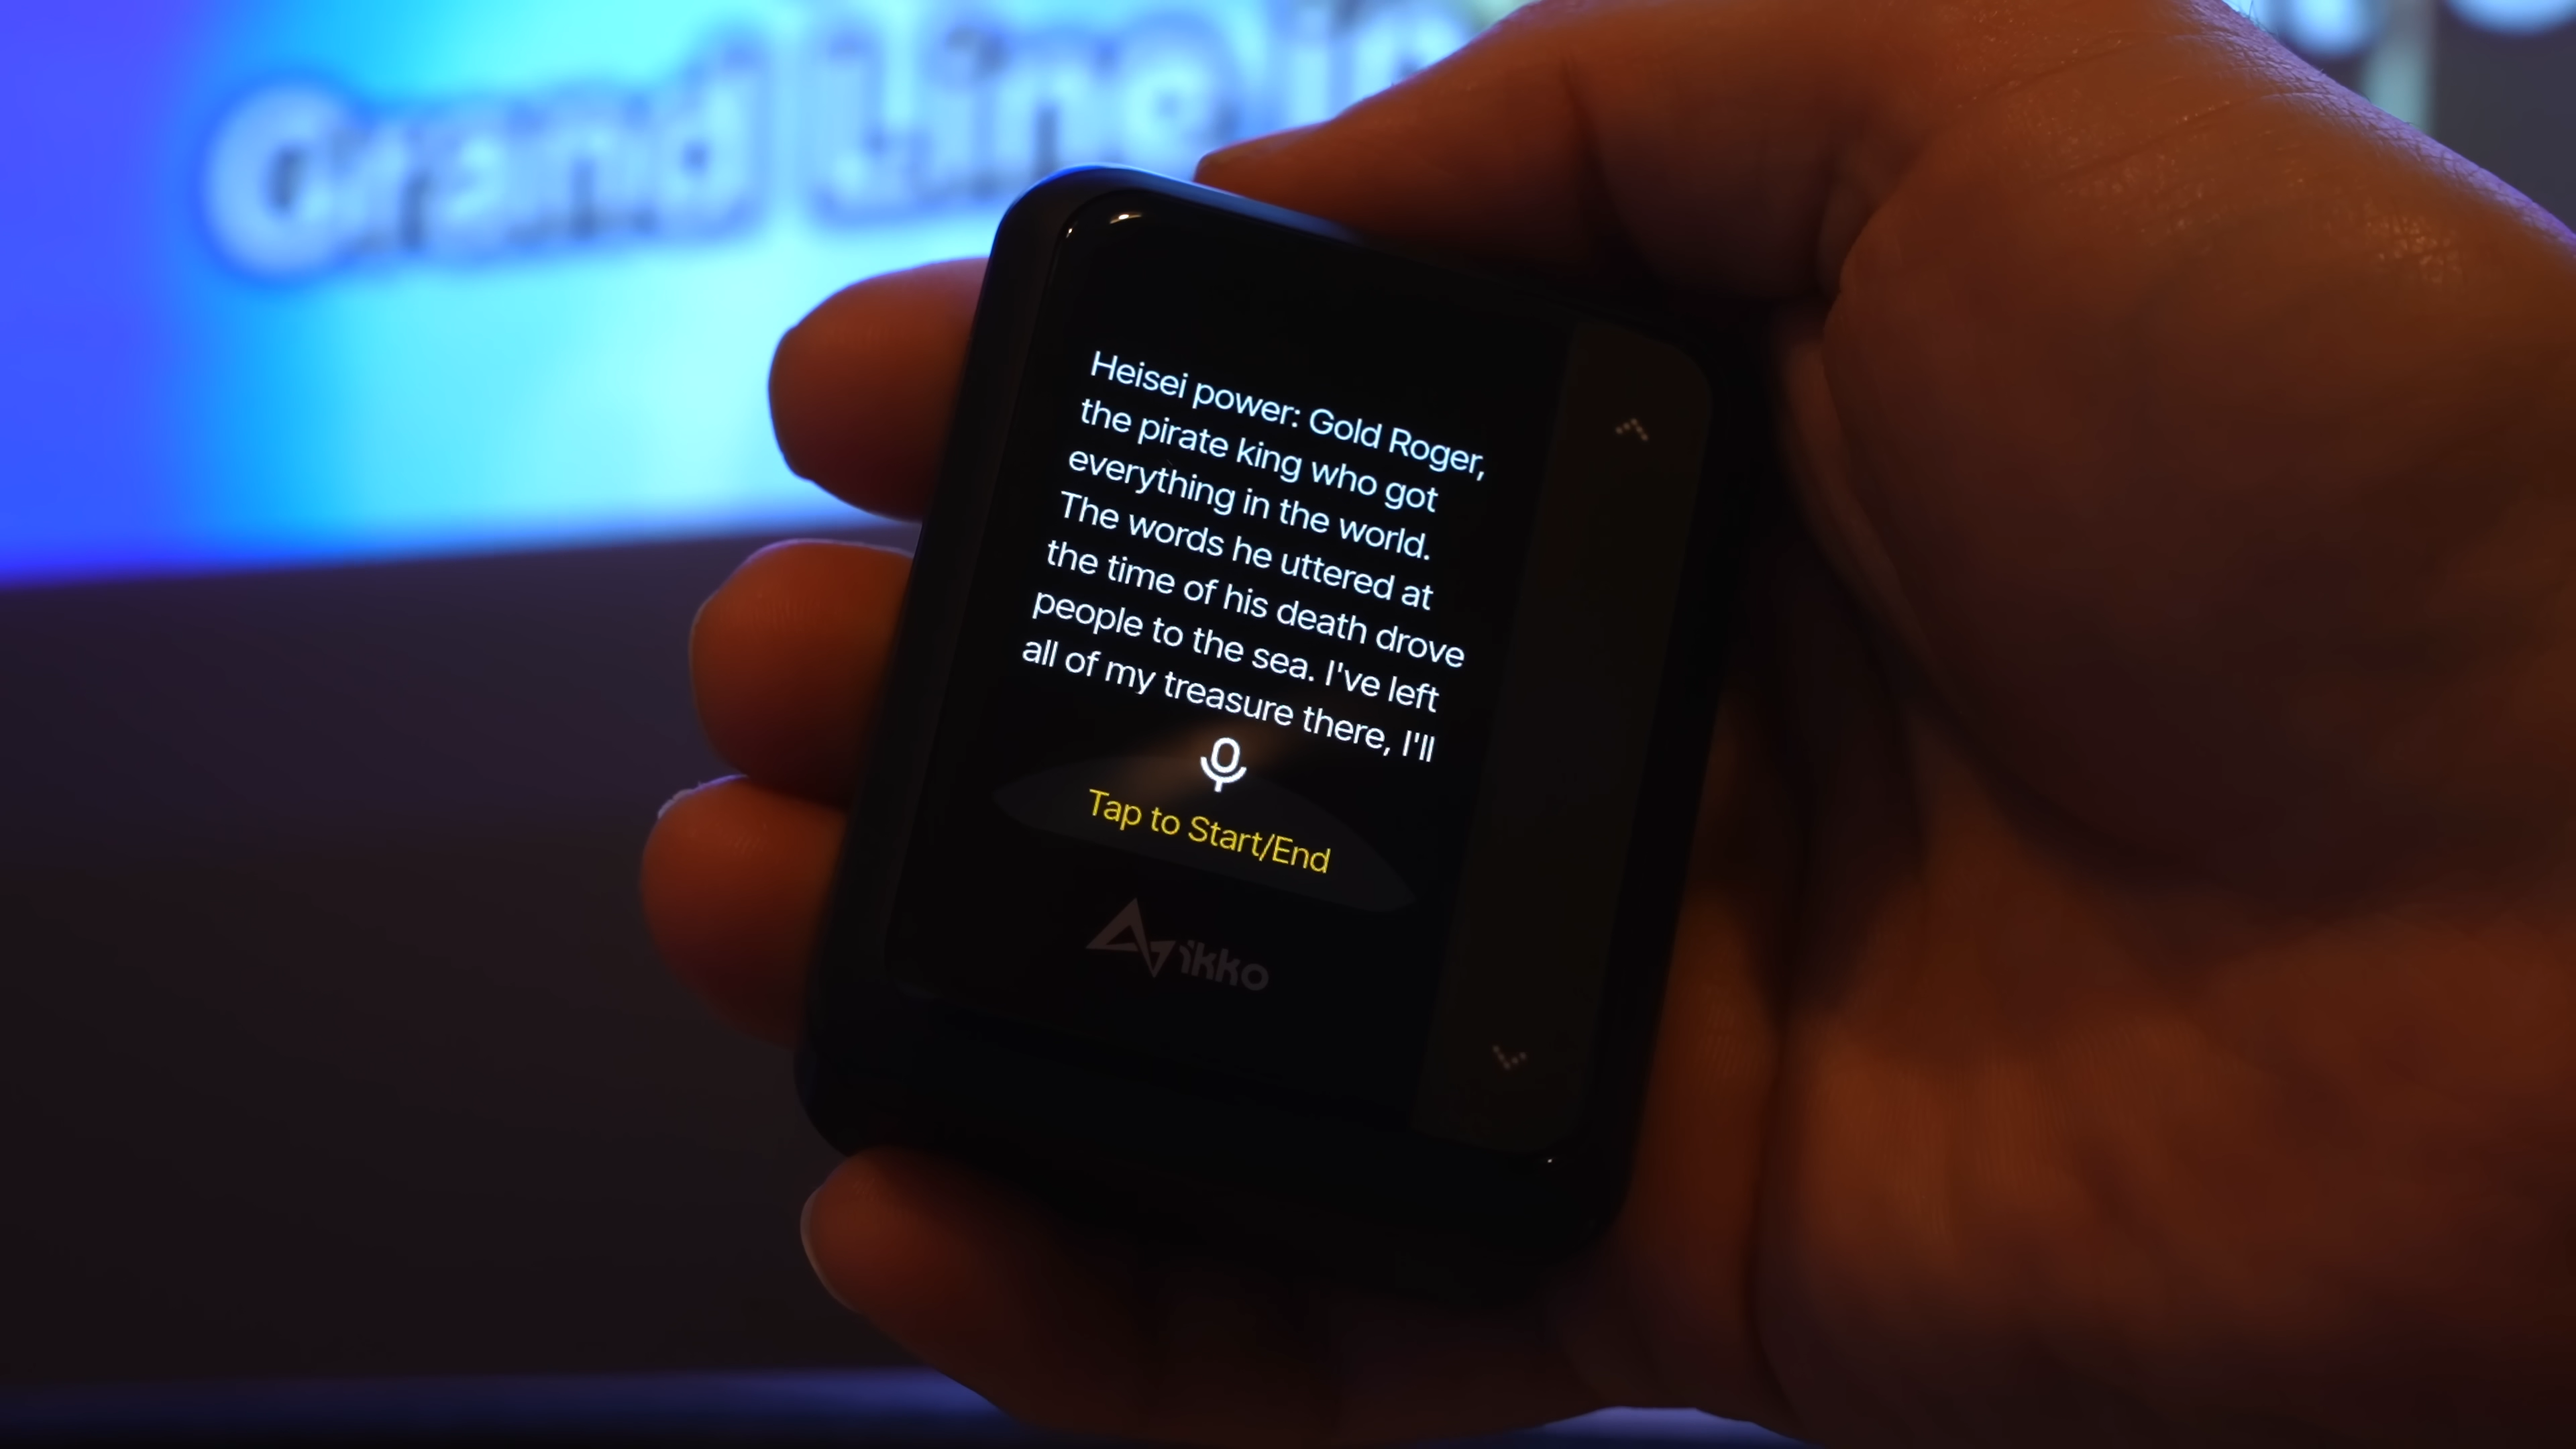 Grand Line
Heisei power: Gold Roger,
the pirate king who got
everything in the world.
The words he uttered at
the time of his death drove
people to the sea. I've left
all of my treasure there, I'll
Tap to Start/End
ikko